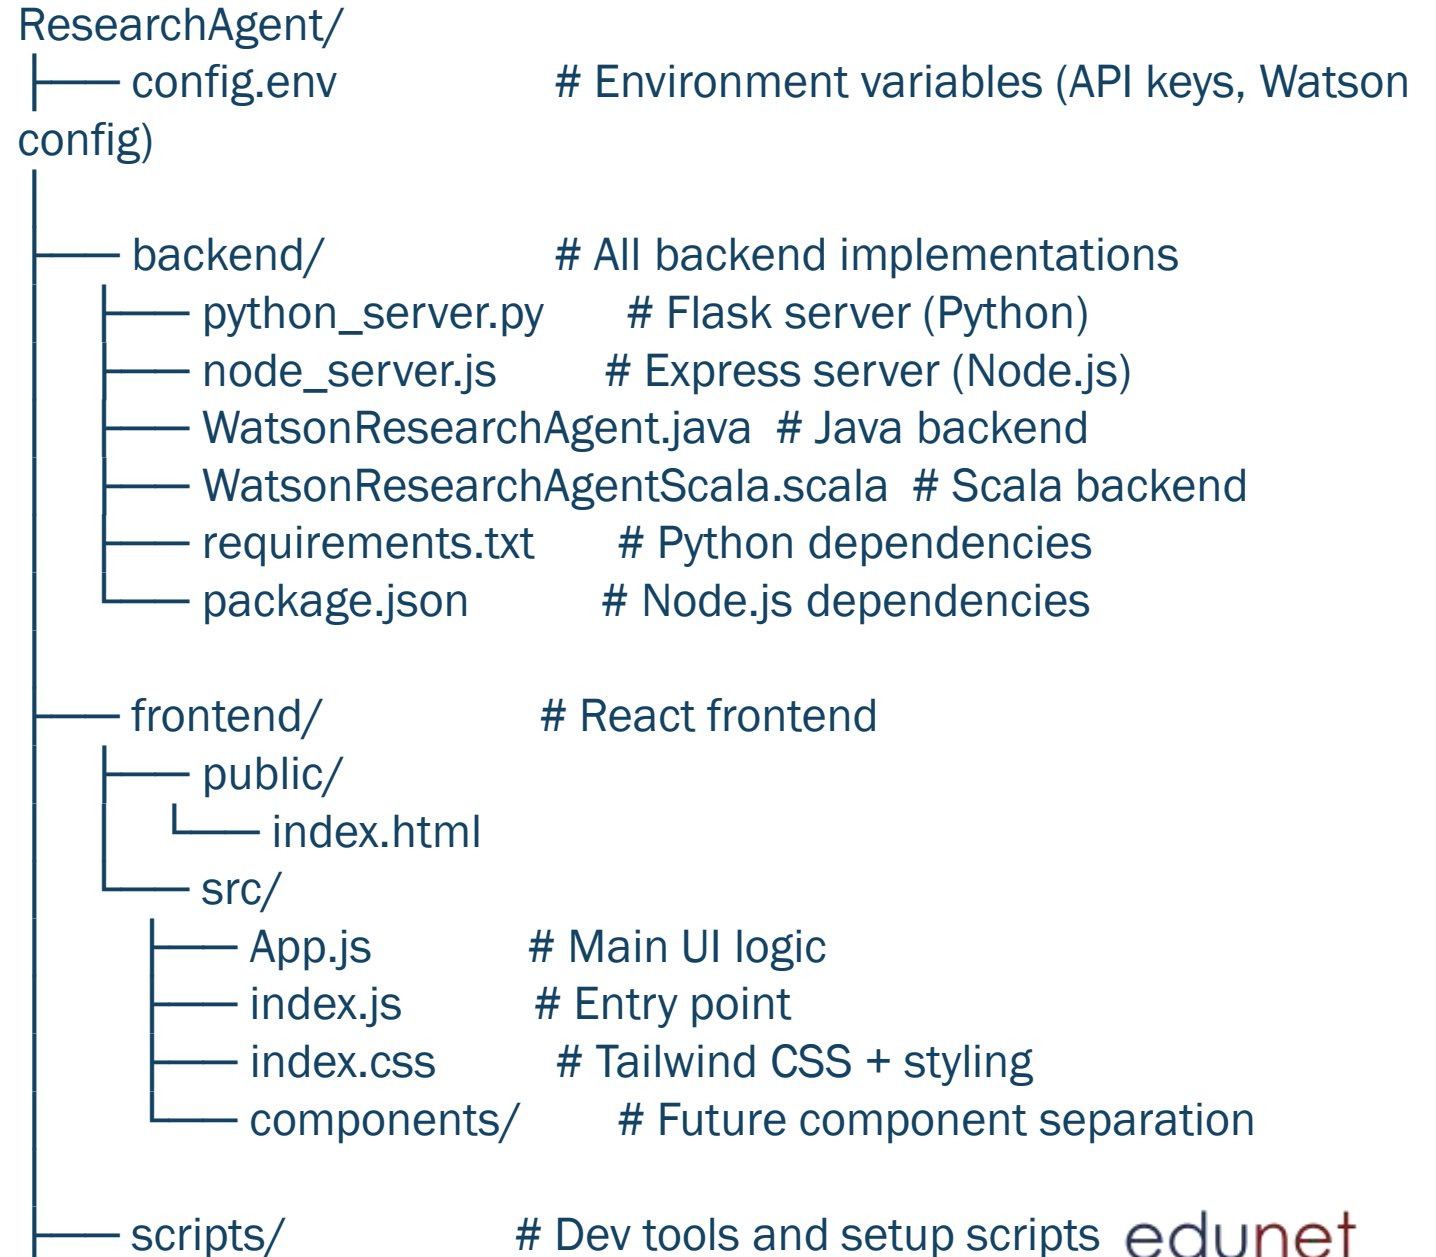 ResearchAgent/
├── config.env # Environment variables (API keys, Watson
config)
│
├── backend/ # All backend implementations
│ ├── python_server.py # Flask server (Python)
│ ├── node_server.js # Express server (Node.js)
│ ├── WatsonResearchAgent.java # Java backend
│ ├── WatsonResearchAgentScala.scala # Scala backend
│ ├── requirements.txt # Python dependencies
│ └── package.json # Node.js dependencies
│
├── frontend/ # React frontend
│ ├── public/
│ │ └── index.html
│ └── src/
│ ├── App.js # Main UI logic
│ ├── index.js # Entry point
│ ├── index.css # Tailwind CSS + styling
│ └── components/ # Future component separation
│
├── scripts/ # Dev tools and setup scripts
edunet